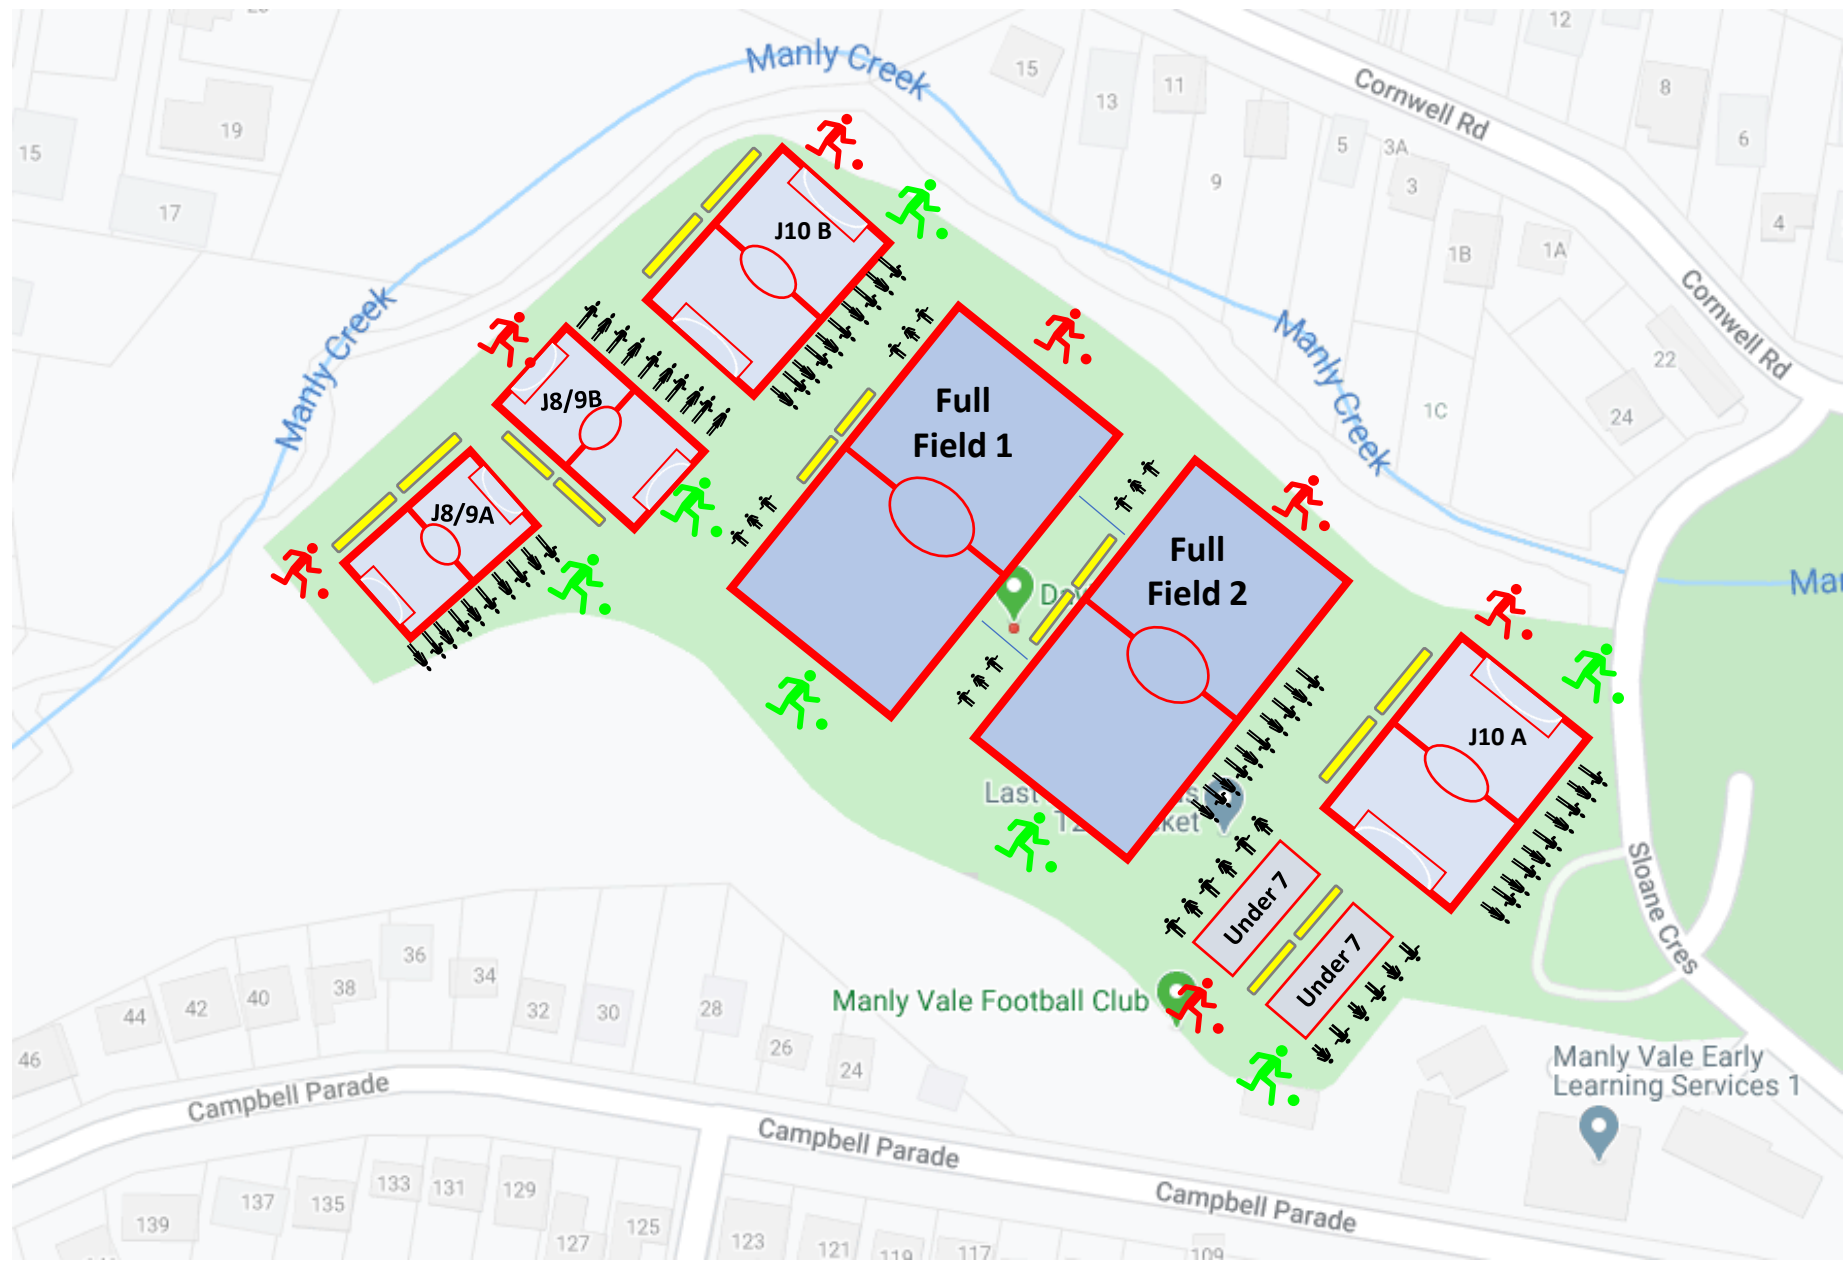 Manly Creek
15
13
11
9
5
3A
3
1B
1A
1C
Cornwell Rd
12
8
6
4
15
19
17
J10 B
Manly Creek
J8/9B
J8/9A
Full
Field 1
Full
Field 2
Manly Creek
Cornwell Rd
22
24
J10 A
Under 7
Under 7
Sloane Cres
Manly Vale Football Club
Manly Vale Early
Learning Services 1
46
44
42
40
38
36
34
32
30
28
26
24
Campbell Parade
Campbell Parade
Campbell Parade
139
137
135
133
131
129
127
125
123
121
119
117
109